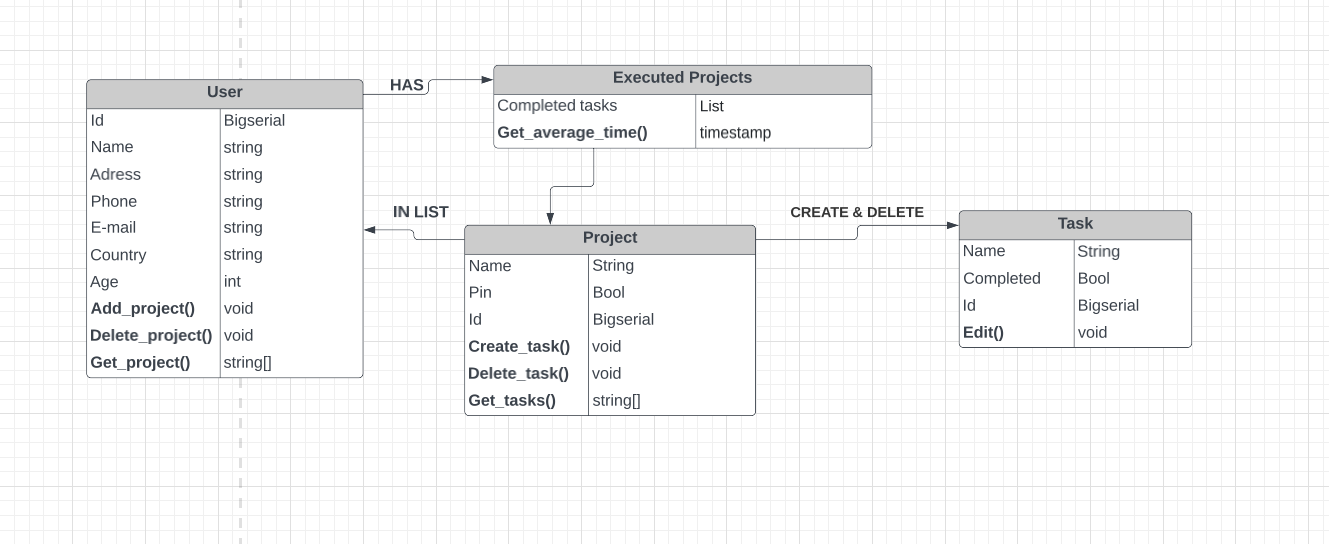 User
Id Bigserial
Name string
Adress string
Phone string
E-mail string
Country string
Age int
Add_project() void
Delete_project() void
Get_project() string[]
HAS
Executed Projects
Completed tasks List
Get_average_time() timestamp
IN LIST
Project
Name String
Pin Bool
Id Bigserial
Create_task() void
Delete_task() void
Get_tasks() string[]
CREATE & DELETE
Task
Name String
Completed Bool
Id Bigserial
Edit() void